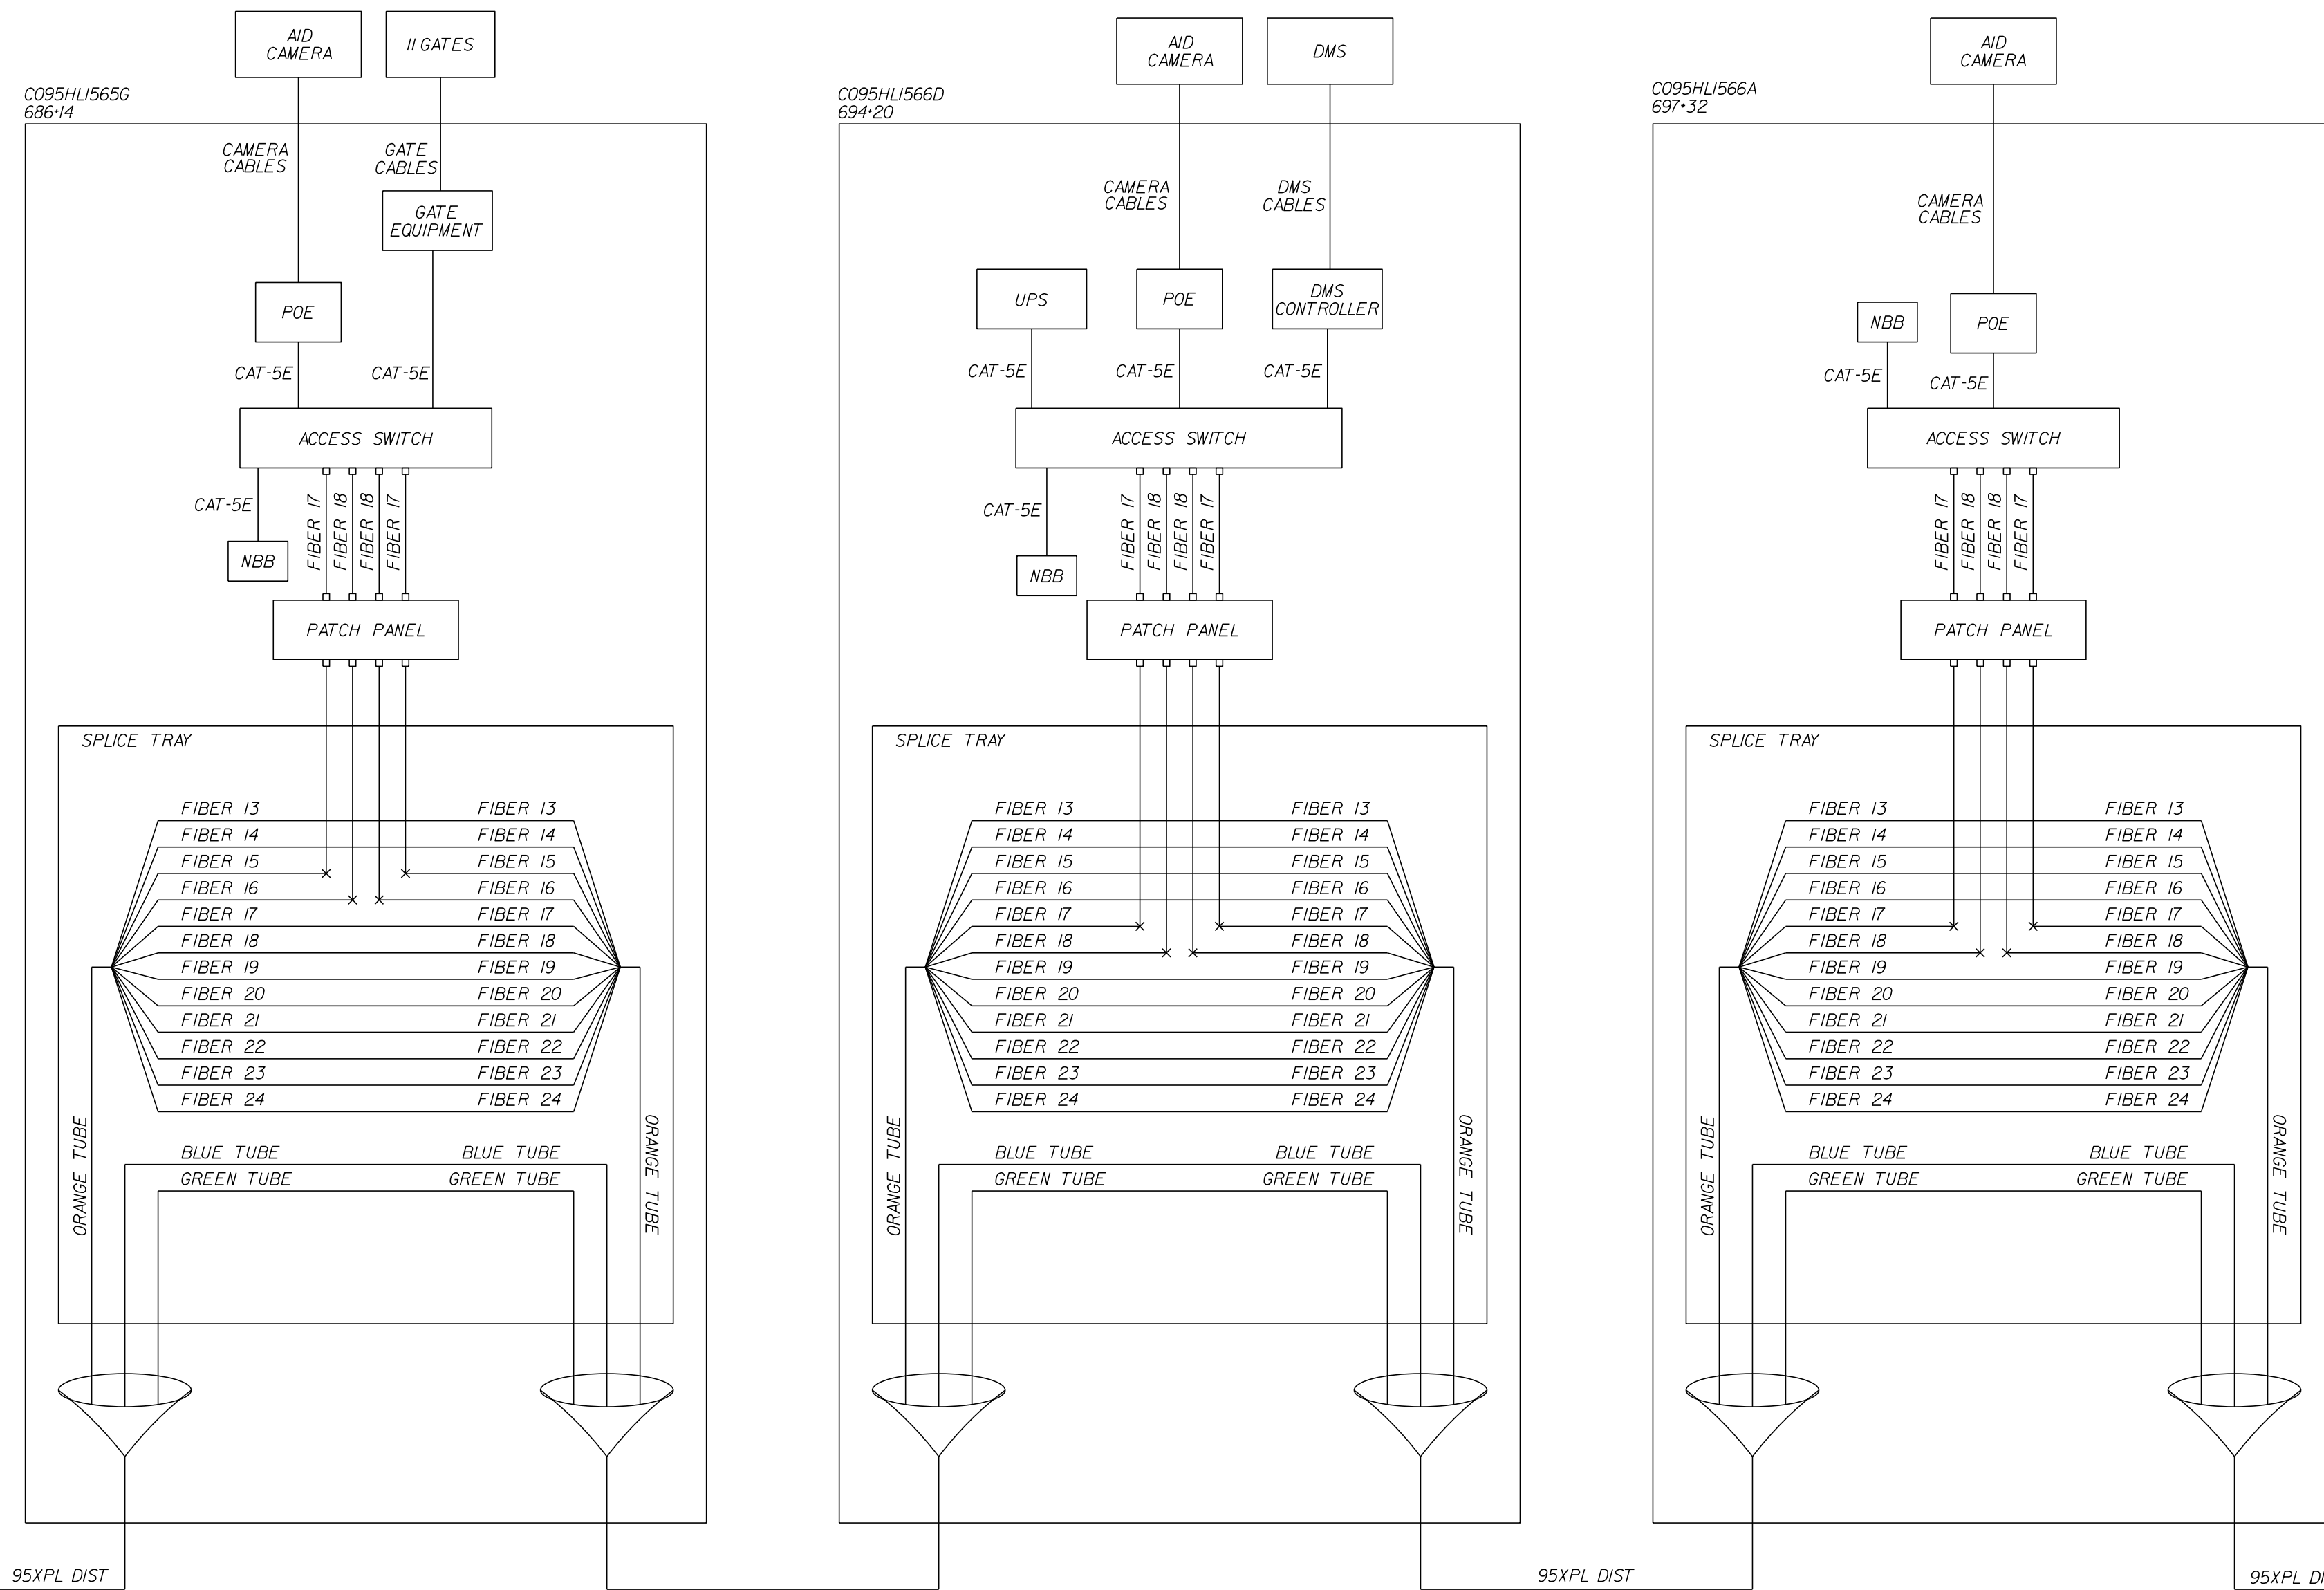 AID
CAMERA
11 GATES
C095HL1565G
686+14
CAMERA
CABLES
GATE
CABLES
GATE
EQUIPMENT
POE
CAT-5E
CAT-5E
ACCESS SWITCH
CAT-5E
NBB
FIBER 17
FIBER 18
FIBER 18
FIBER 17
PATCH PANEL
SPLICE TRAY
FIBER 13
FIBER 13
FIBER 14
FIBER 14
FIBER 15
FIBER 15
FIBER 16
FIBER 16
FIBER 17
FIBER 17
FIBER 18
FIBER 18
FIBER 19
FIBER 19
FIBER 20
FIBER 20
FIBER 21
FIBER 21
FIBER 22
FIBER 22
FIBER 23
FIBER 23
FIBER 24
FIBER 24
ORANGE TUBE
ORANGE TUBE
BLUE TUBE
BLUE TUBE
GREEN TUBE
GREEN TUBE
95XPL DIST
AID
CAMERA
DMS
C095HL1566D
694+20
CAMERA
CABLES
DMS
CABLES
UPS
POE
DMS
CONTROLLER
CAT-5E
CAT-5E
CAT-5E
ACCESS SWITCH
CAT-5E
NBB
FIBER 17
FIBER 18
FIBER 18
FIBER 17
PATCH PANEL
SPLICE TRAY
FIBER 13
FIBER 13
FIBER 14
FIBER 14
FIBER 15
FIBER 15
FIBER 16
FIBER 16
FIBER 17
FIBER 17
FIBER 18
FIBER 18
FIBER 19
FIBER 19
FIBER 20
FIBER 20
FIBER 21
FIBER 21
FIBER 22
FIBER 22
FIBER 23
FIBER 23
FIBER 24
FIBER 24
ORANGE TUBE
ORANGE TUBE
BLUE TUBE
BLUE TUBE
GREEN TUBE
GREEN TUBE
95XPL DIST
AID
CAMERA
C095HL1566A
697+32
CAMERA
CABLES
NBB
POE
CAT-5E
CAT-5E
ACCESS SWITCH
FIBER 17
FIBER 18
FIBER 18
FIBER 17
PATCH PANEL
SPLICE TRAY
FIBER 13
FIBER 13
FIBER 14
FIBER 14
FIBER 15
FIBER 15
FIBER 16
FIBER 16
FIBER 17
FIBER 17
FIBER 18
FIBER 18
FIBER 19
FIBER 19
FIBER 20
FIBER 20
FIBER 21
FIBER 21
FIBER 22
FIBER 22
FIBER 23
FIBER 23
FIBER 24
FIBER 24
ORANGE TUBE
ORANGE TUBE
BLUE TUBE
BLUE TUBE
GREEN TUBE
GREEN TUBE
95XPL